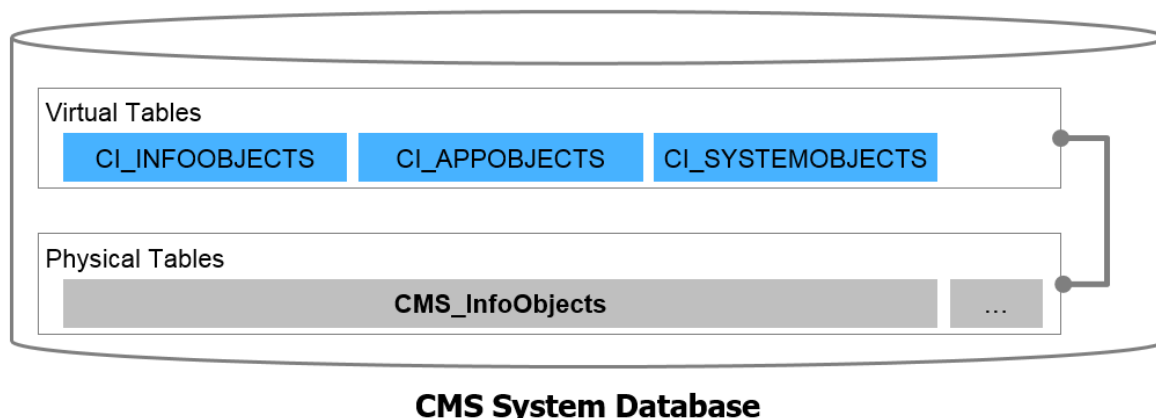 Virtual Tables
CI_INFOOBJECTS CI_APPOBJECTS CI_SYSTEMOBJECTS
Physical Tables
CMS_InfoObjects ...
CMS System Database